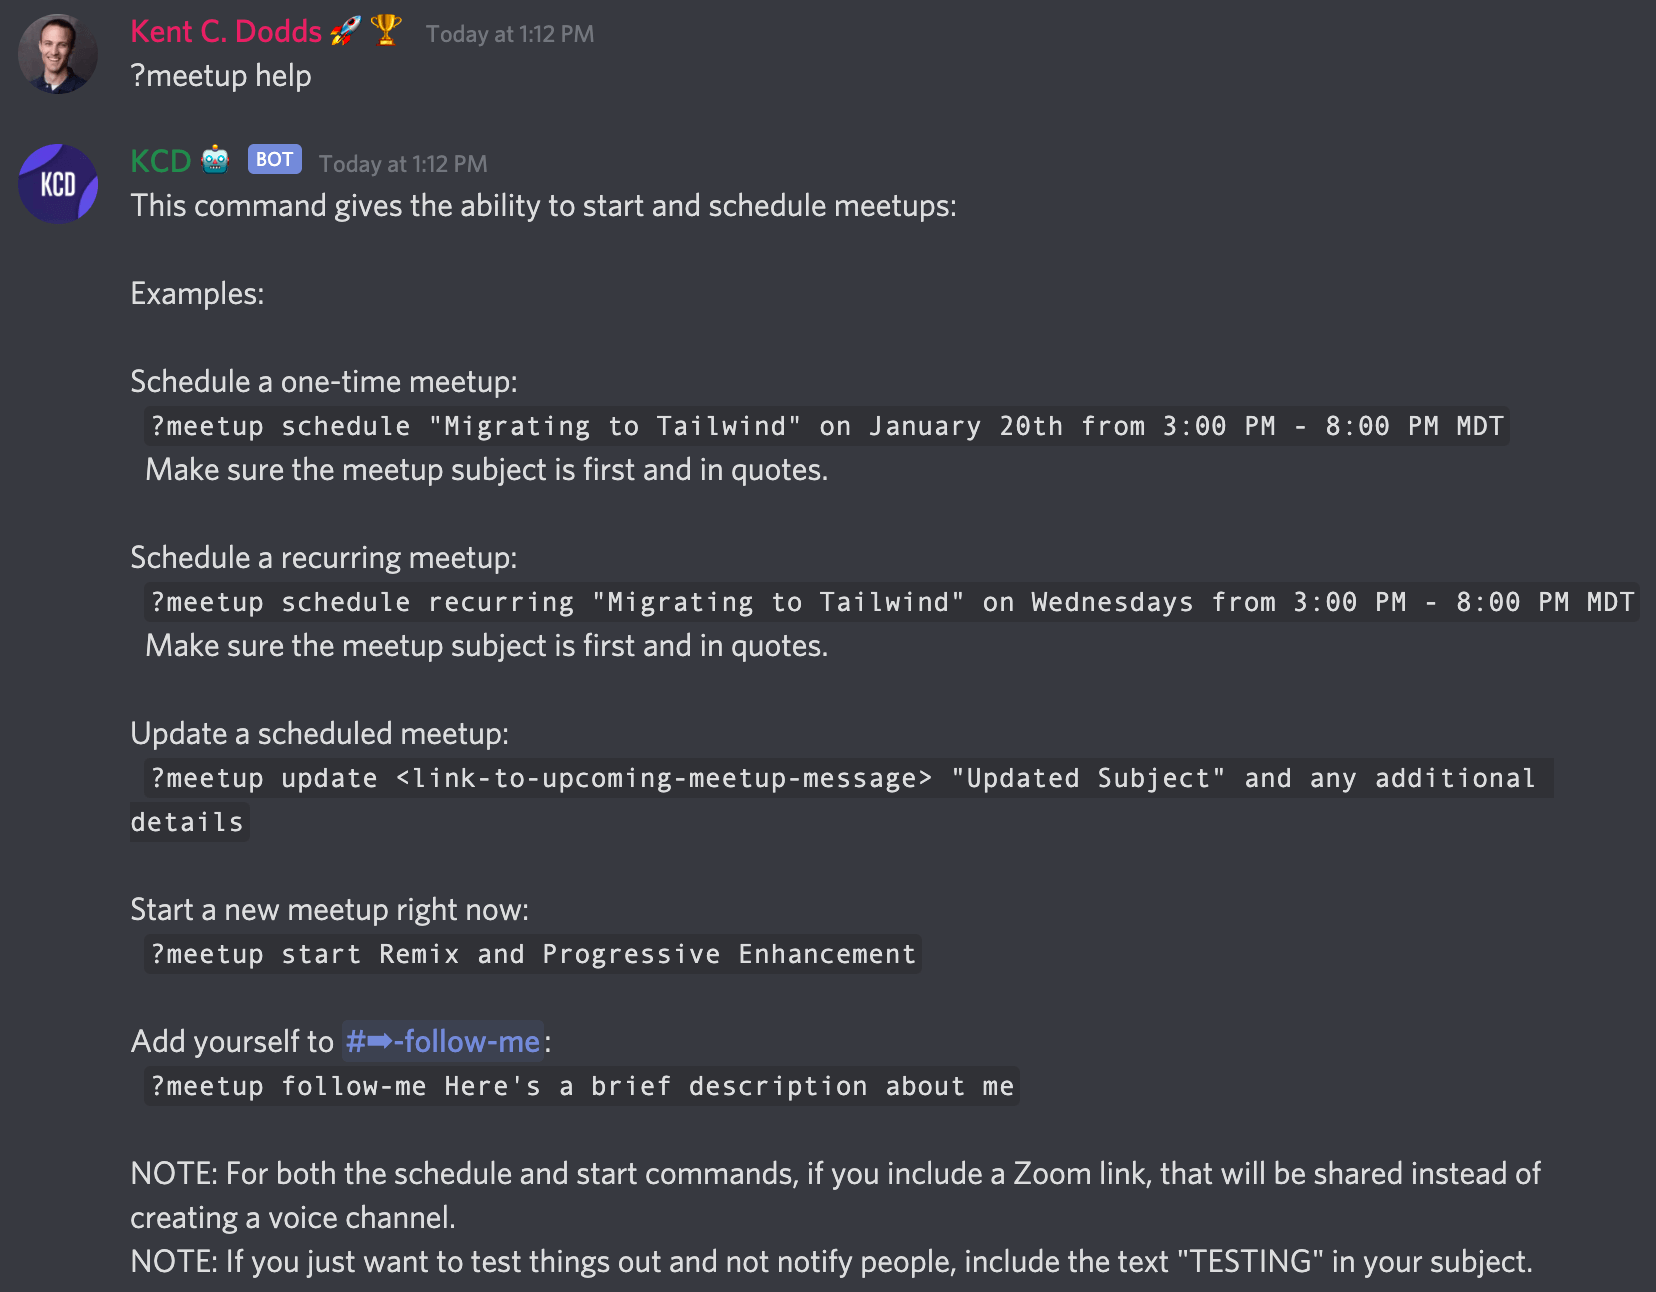 Kent C. Dodds 🚀 🏆 Today at 1:12 PM
?meetup help
KCD
KCD 🤖 BOT Today at 1:12 PM
This command gives the ability to start and schedule meetups:
Examples:
Schedule a one-time meetup:
?meetup schedule "Migrating to Tailwind" on January 20th from 3:00 PM - 8:00 PM MDT
Make sure the meetup subject is first and in quotes.
Schedule a recurring meetup:
?meetup schedule recurring "Migrating to Tailwind" on Wednesdays from 3:00 PM - 8:00 PM MDT
Make sure the meetup subject is first and in quotes.
Update a scheduled meetup:
?meetup update <link-to-upcoming-meetup-message> "Updated Subject" and any additional
details
Start a new meetup right now:
?meetup start Remix and Progressive Enhancement
Add yourself to #➡-follow-me:
?meetup follow-me Here's a brief description about me
NOTE: For both the schedule and start commands, if you include a Zoom link, that will be shared instead of
creating a voice channel.
NOTE: If you just want to test things out and not notify people, include the text "TESTING" in your subject.